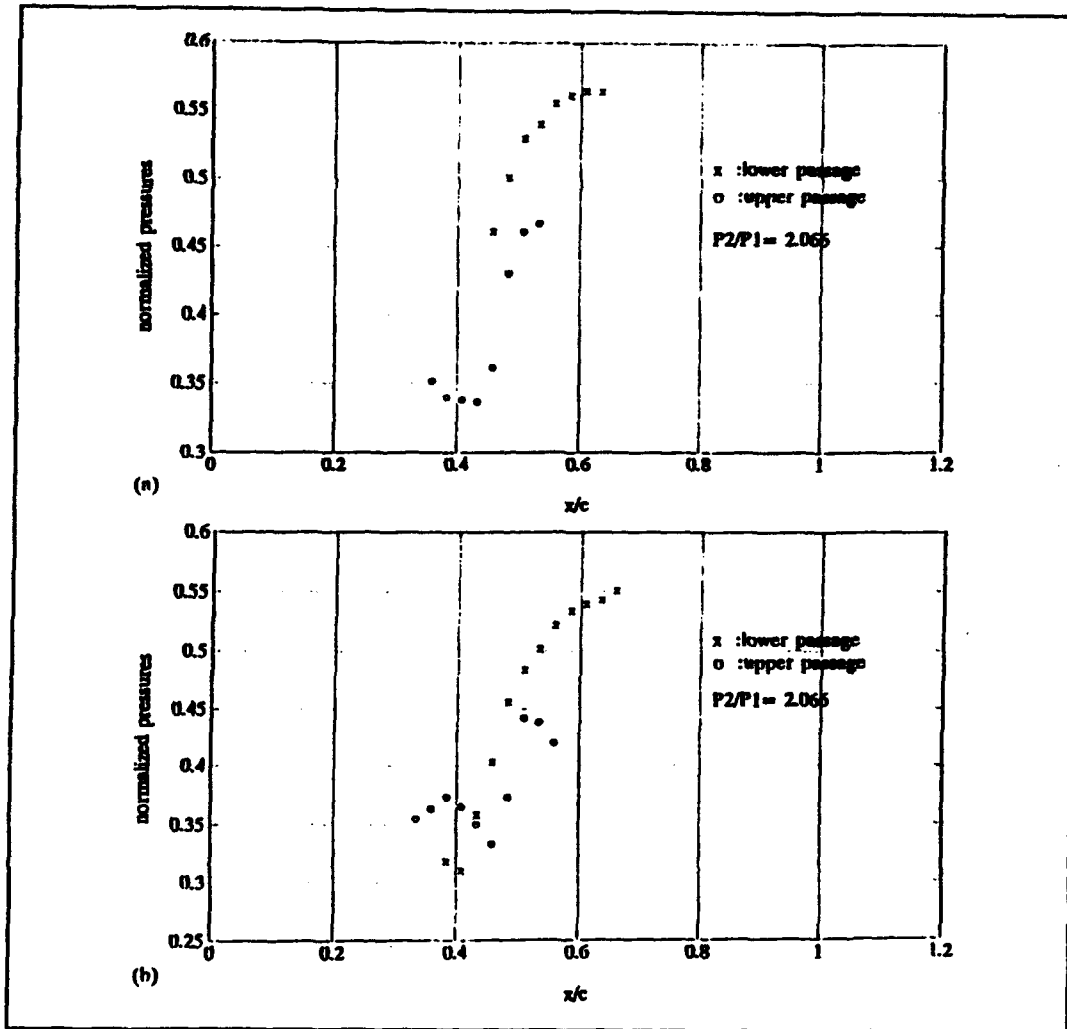 0.6
0.55
0.5
0.45
0.4
0.35
0.3
normalized pressures
x :lower passage
o :upper passage
P2/P1= 2.066
0 0.2 0.4 0.6 0.8 1 1.2
(a)
x/c
0.6
0.55
0.5
0.45
0.4
0.35
0.3
0.25
normalized pressures
x :lower passage
o :upper passage
P2/P1= 2.066
0 0.2 0.4 0.6 0.8 1 1.2
(b)
x/c